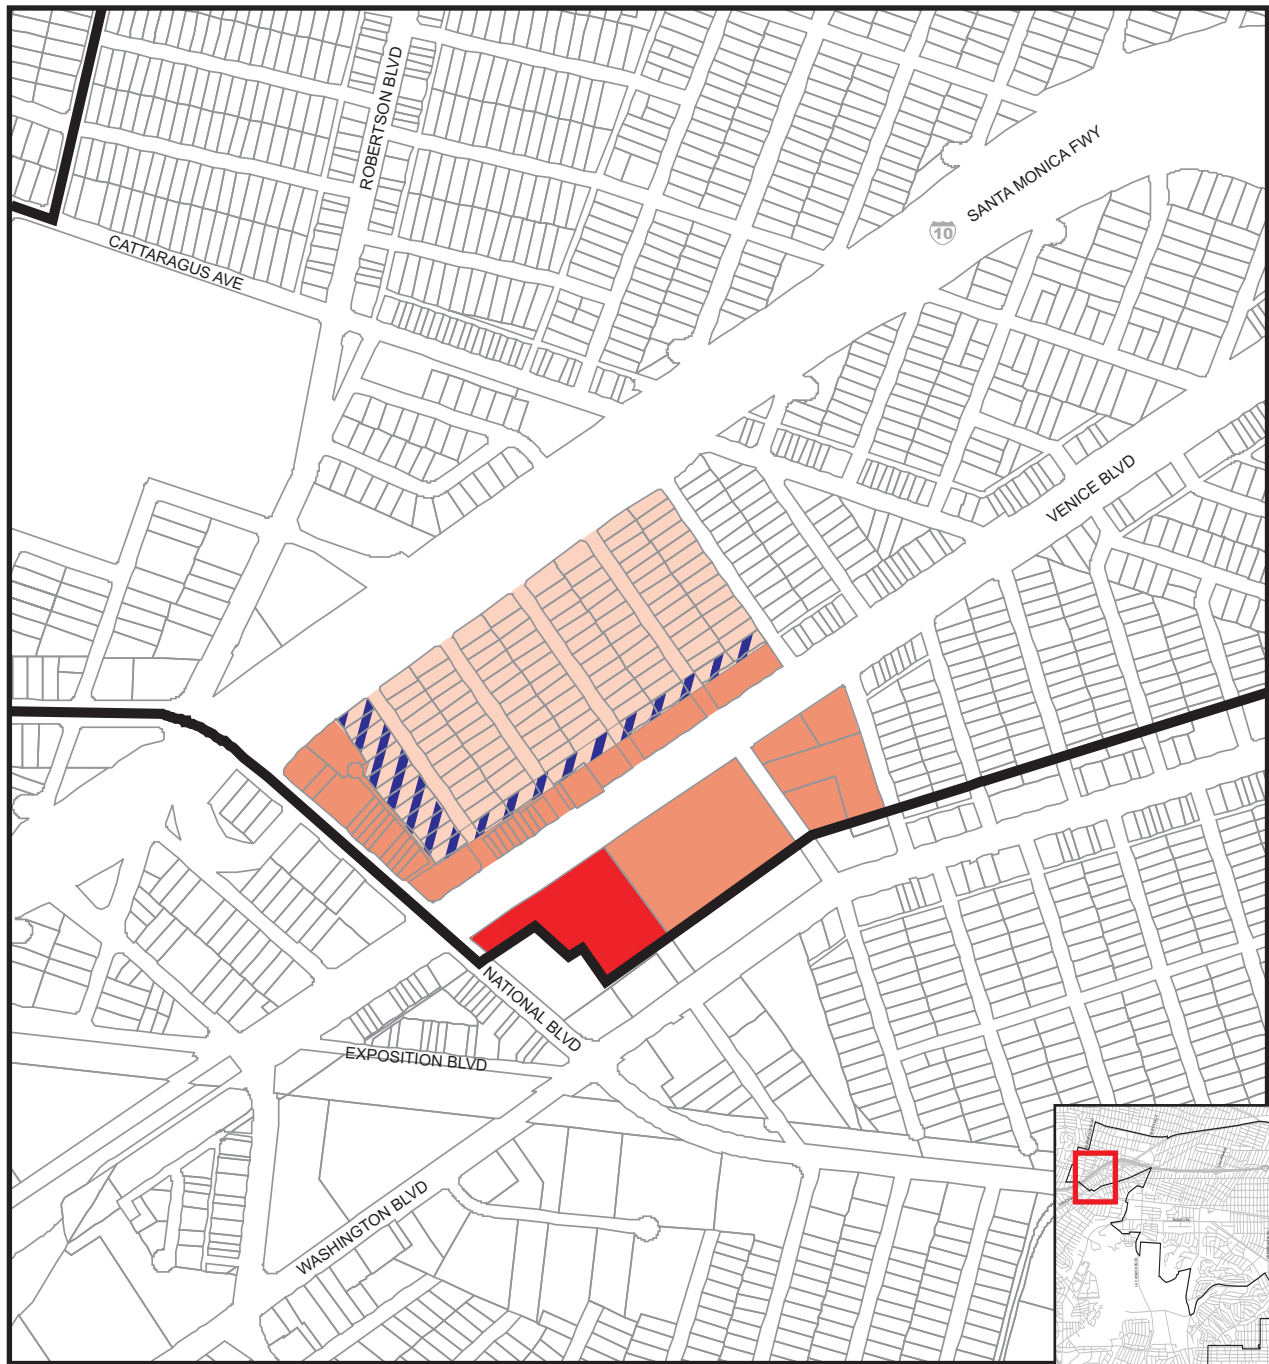 ROBERTSON BLVD
SANTA MONICA FWY
10
CATTARAGUS AVE
VENICE BLVD
NATIONAL BLVD
EXPOSITION BLVD
WASHINGTON BLVD